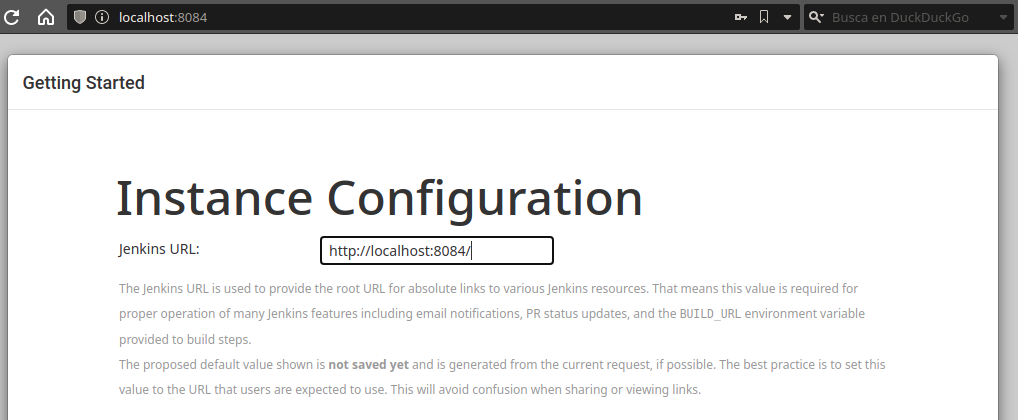 localhost:8084
Busca en DuckDuckGo
Getting Started
Instance Configuration
Jenkins URL:
http://localhost:8084/
The Jenkins URL is used to provide the root URL for absolute links to various Jenkins resources. That means this value is required for
proper operation of many Jenkins features including email notifications, PR status updates, and the BUILD_URL environment variable
provided to build steps.
The proposed default value shown is not saved yet and is generated from the current request, if possible. The best practice is to set this
value to the URL that users are expected to use. This will avoid confusion when sharing or viewing links.